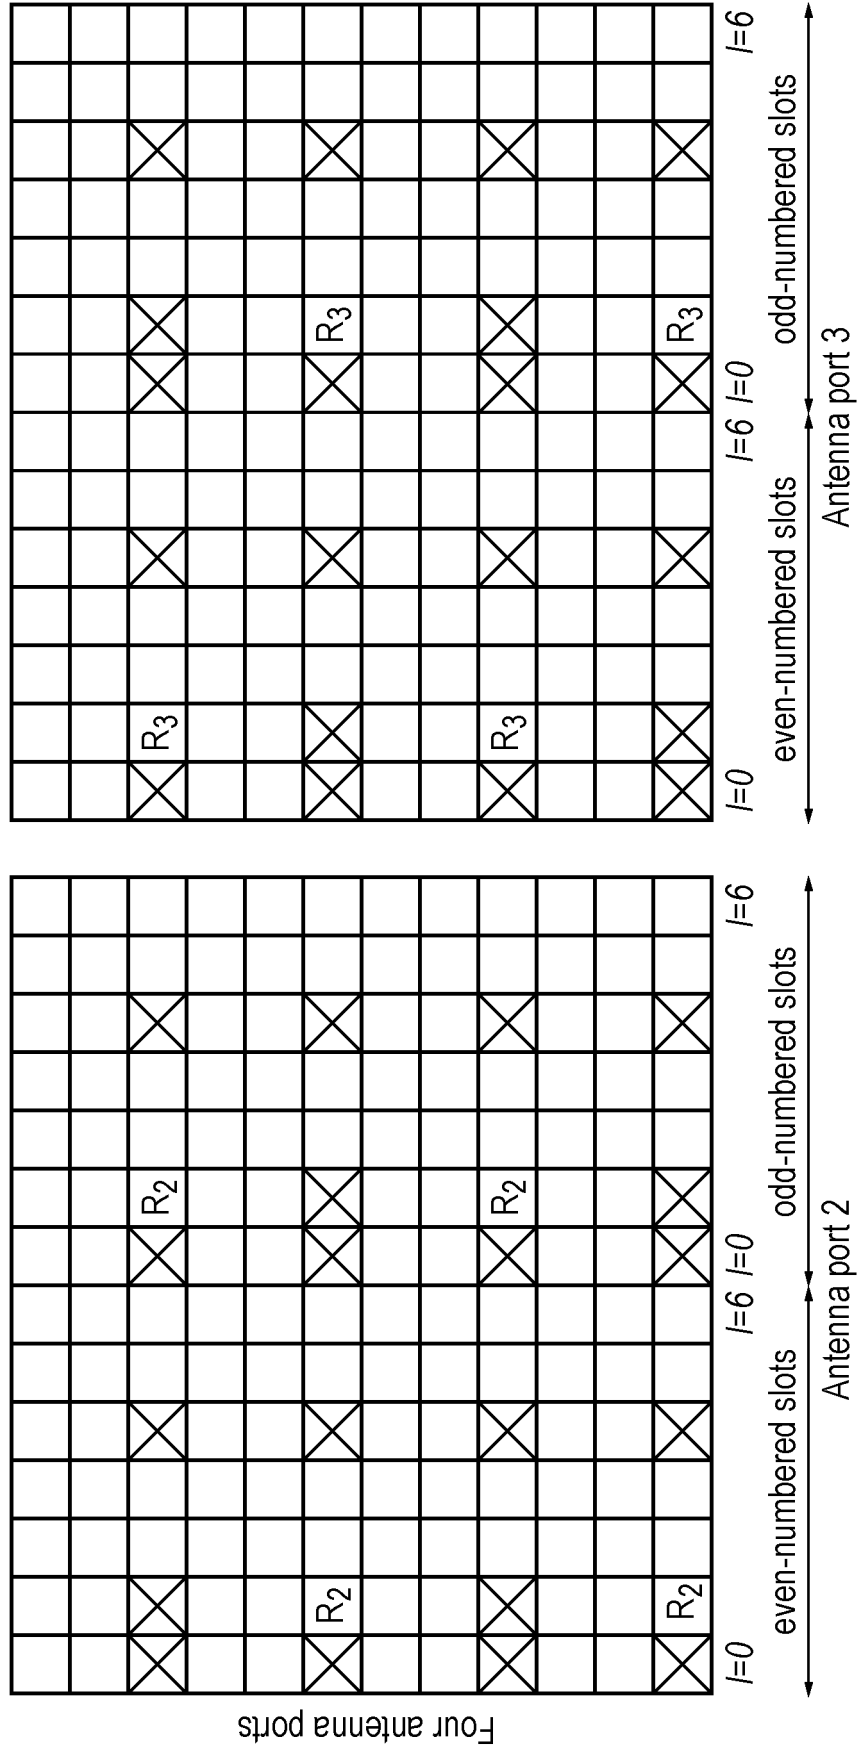 Four antenna ports
R2
R2
R2
R2
l=0
l=6
l=0
l=6
even-numbered slots
odd-numbered slots
Antenna port 2
R3
R3
R3
R3
l=0
l=6
l=0
l=6
even-numbered slots
odd-numbered slots
Antenna port 3